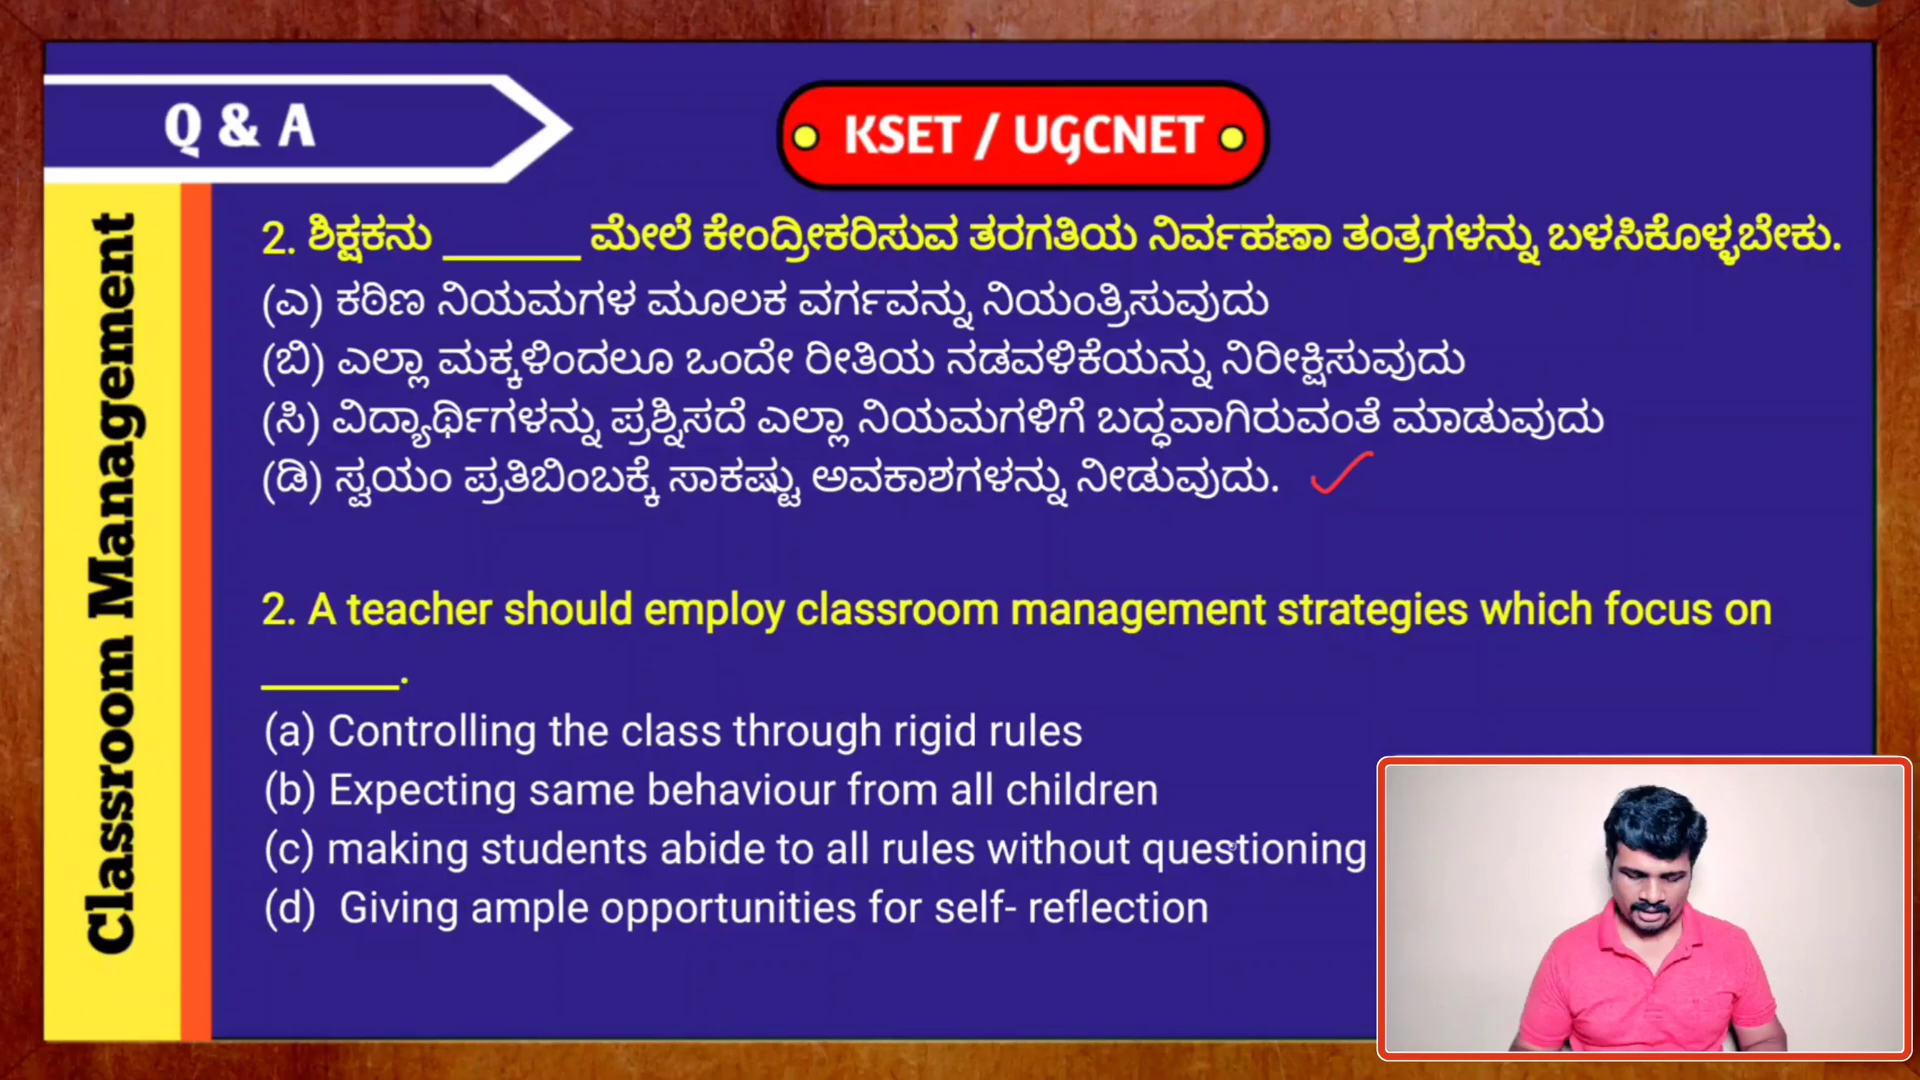 Q & A
KSET / UGCNET
Classroom Management
2. ಶಿಕ್ಷಕನು ______ ಮೇಲೆ ಕೇಂದ್ರೀಕರಿಸುವ ತರಗತಿಯ ನಿರ್ವಹಣಾ ತಂತ್ರಗಳನ್ನು ಬಳಸಿಕೊಳ್ಳಬೇಕು.
(ಎ) ಕಠಿಣ ನಿಯಮಗಳ ಮೂಲಕ ವರ್ಗವನ್ನು ನಿಯಂತ್ರಿಸುವುದು
(ಬಿ) ಎಲ್ಲಾ ಮಕ್ಕಳಿಂದಲೂ ಒಂದೇ ರೀತಿಯ ನಡವಳಿಕೆಯನ್ನು ನಿರೀಕ್ಷಿಸುವುದು
(ಸಿ) ವಿದ್ಯಾರ್ಥಿಗಳನ್ನು ಪ್ರಶ್ನಿಸದೆ ಎಲ್ಲಾ ನಿಯಮಗಳಿಗೆ ಬದ್ಧವಾಗಿರುವಂತೆ ಮಾಡುವುದು
(ಡಿ) ಸ್ವಯಂ ಪ್ರತಿಬಿಂಬಕ್ಕೆ ಸಾಕಷ್ಟು ಅವಕಾಶಗಳನ್ನು ನೀಡುವುದು.
2. A teacher should employ classroom management strategies which focus on
______.
(a) Controlling the class through rigid rules
(b) Expecting same behaviour from all children
(c) making students abide to all rules without questioning
(d) Giving ample opportunities for self- reflection